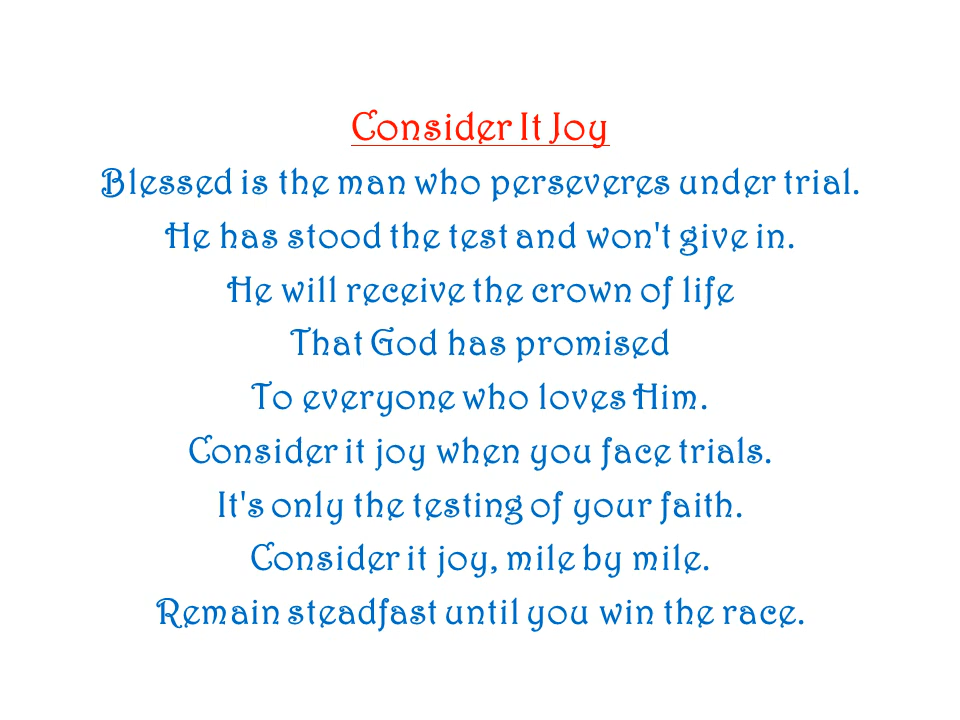 Consider It Joy
Blessed is the man who perseveres under trial.
He has stood the test and won't give in.
He will receive the crown of life
That God has promised
To everyone who loves Him.
Consider it joy when you face trials.
It's only the testing of your faith.
Consider it joy, mile by mile.
Remain steadfast until you win the race.